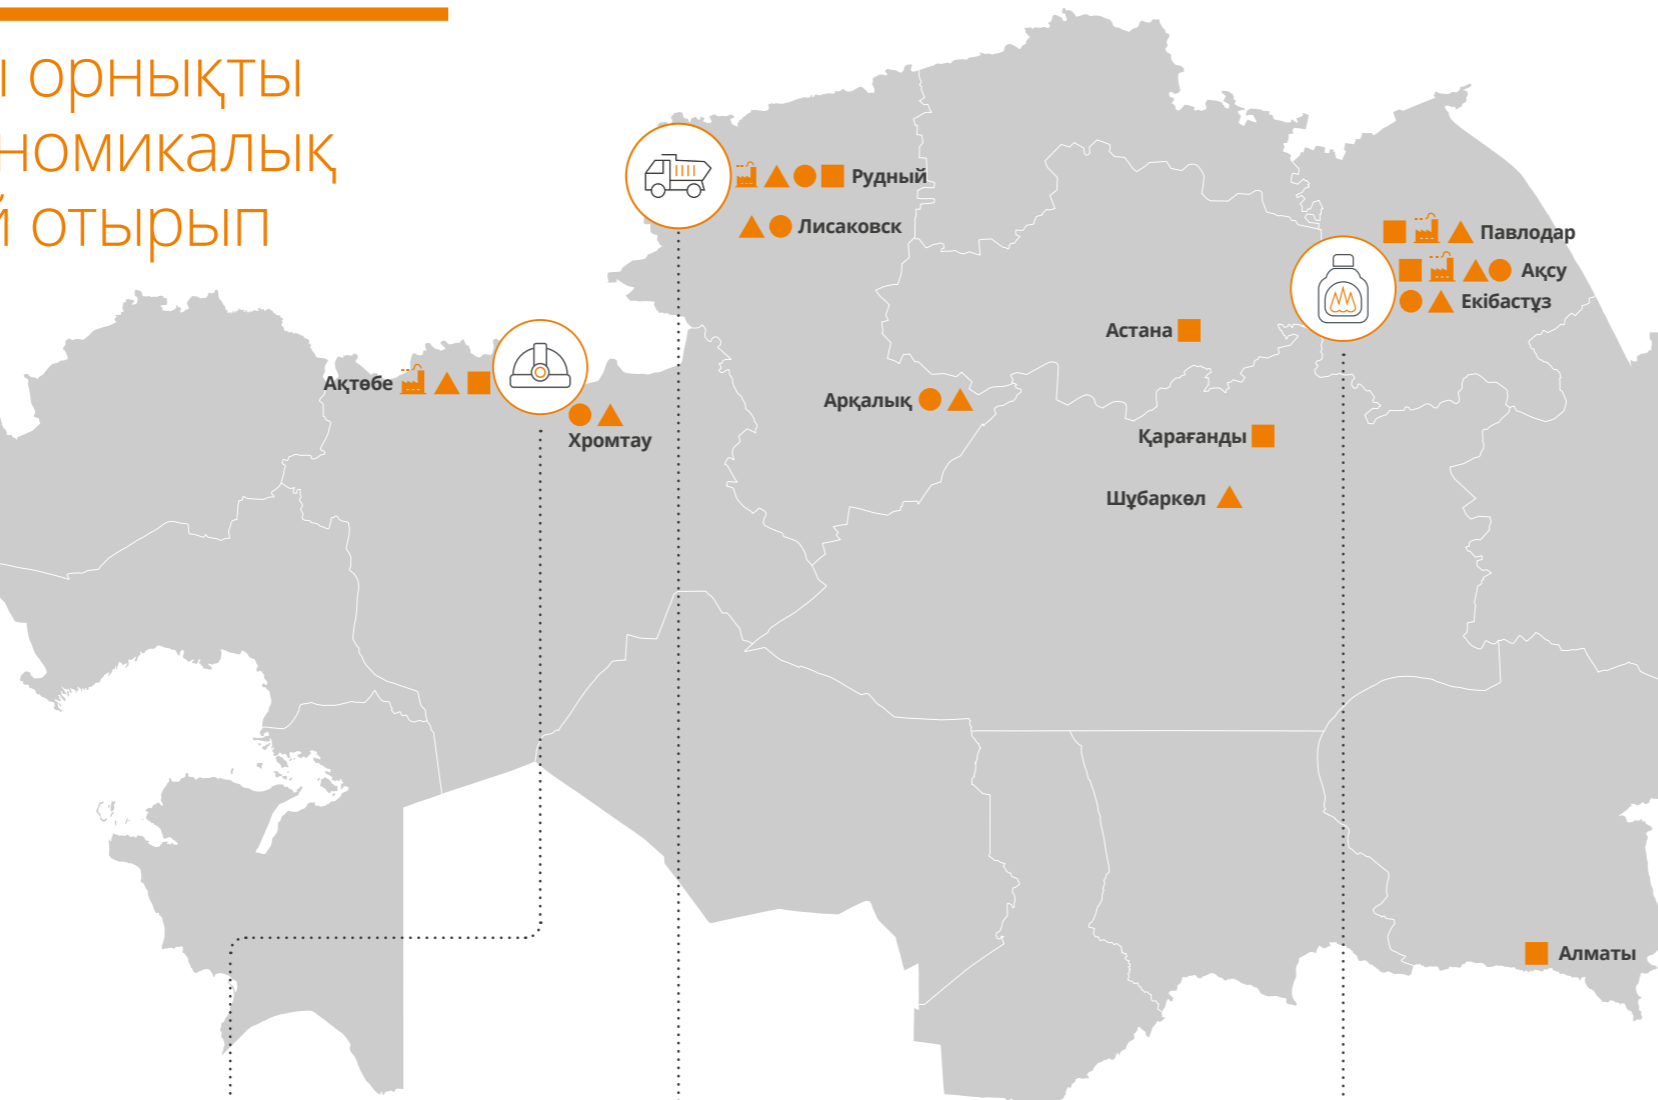 орнықты
номикалық
й отырып
Рудный
Лисаковск
Павлодар
Ақсу
Екібастұз
Астана
Ақтөбе
Хромтау
Арқалық
Қарағанды
Шұбаркөл
Алматы